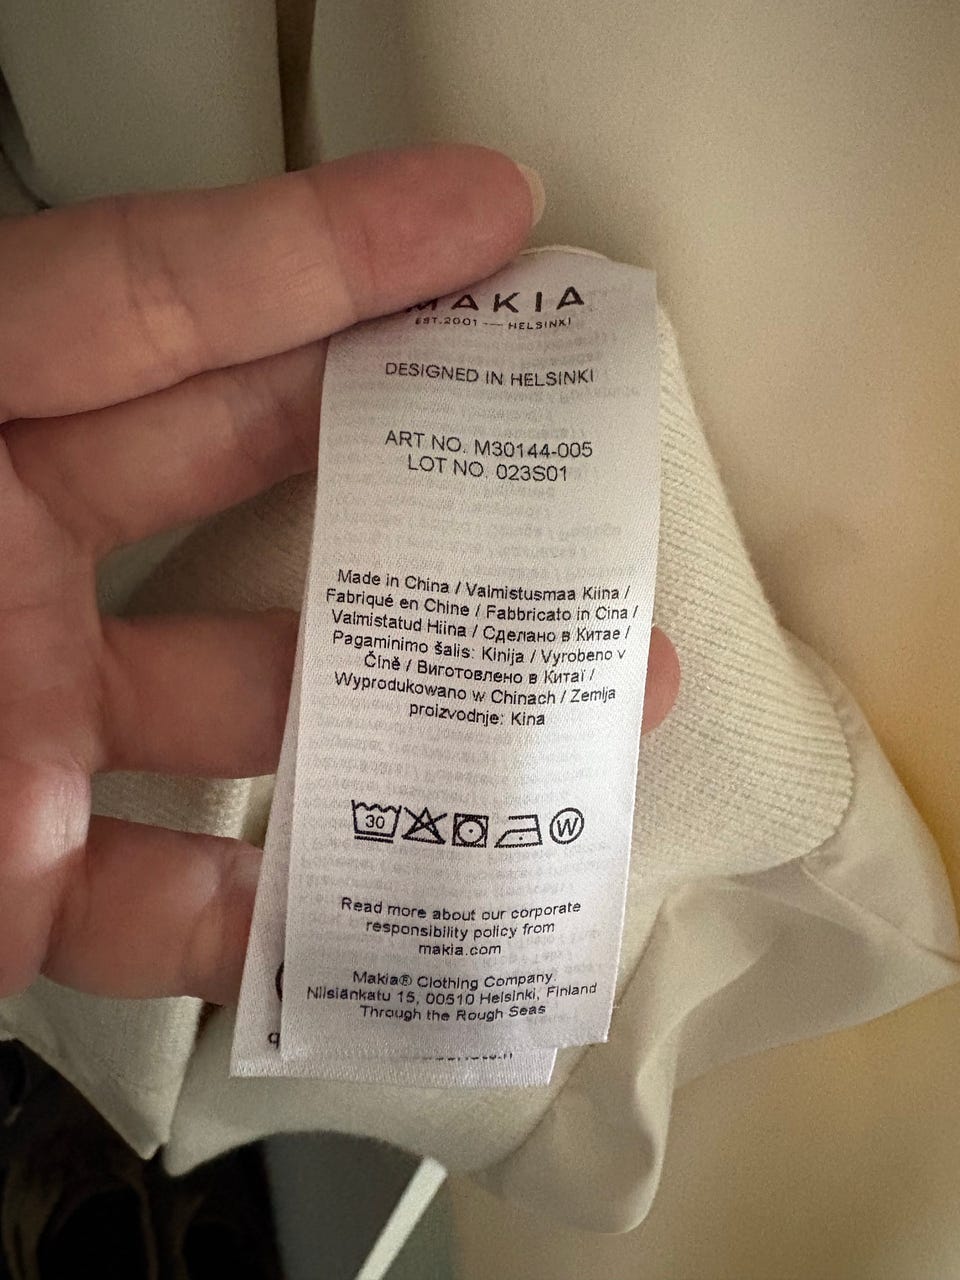 MAKIA
EST.2001 — HELSINKI
DESIGNED IN HELSINKI
ART NO. M30144-005
LOT NO. 023S01
Made in China / Valmistusmaa Kiina /
Fabriqué en Chine / Fabbricato in Cina /
Valmistatud Hiina / Сделано в Китае /
Pagaminimo šalis: Kinija / Vyrobeno v
Číně / Виготовлено в Китаї /
Wyprodukowano w Chinach / Zemlja
proizvodnje: Kina
30
W
Read more about our corporate
responsibility policy from
makia.com
Makia® Clothing Company
Nilsiänkatu 15, 00510 Helsinki, Finland
Through the Rough Seas